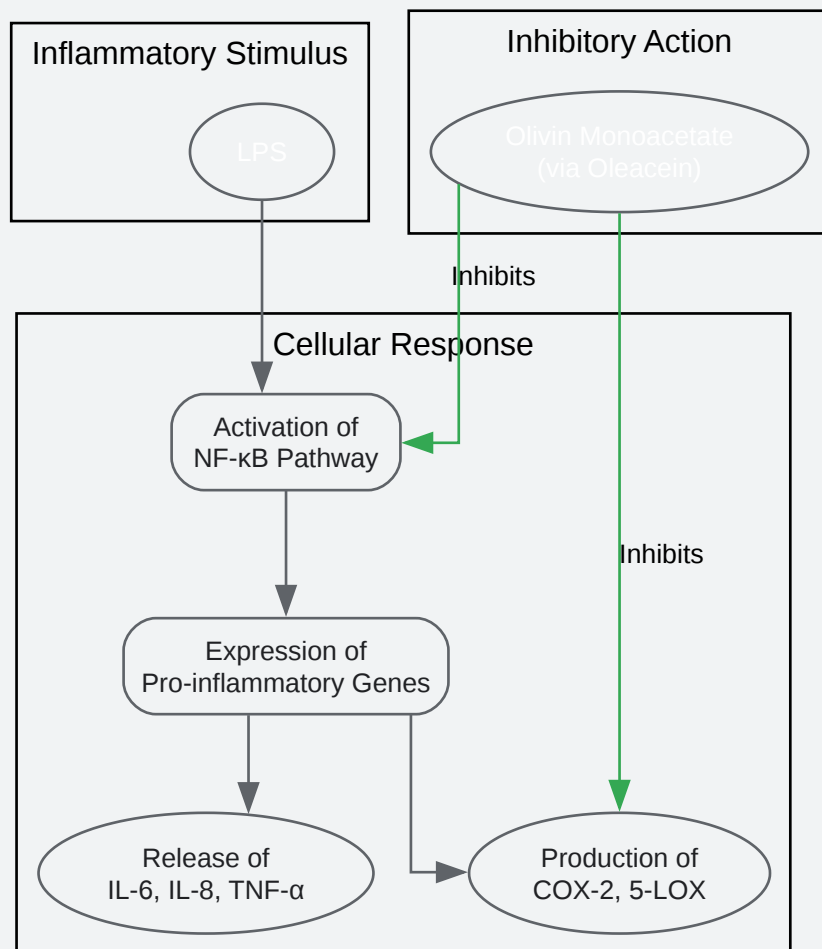 Inflammatory Stimulus
Inhibitory Action
LPS
Olivin Monoacetate
(via Oleacein)
Inhibits
Cellular Response
Activation of
NF-κB Pathway
Inhibits
Expression of
Pro-inflammatory Genes
Release of
IL-6, IL-8, TNF-α
Production of
COX-2, 5-LOX